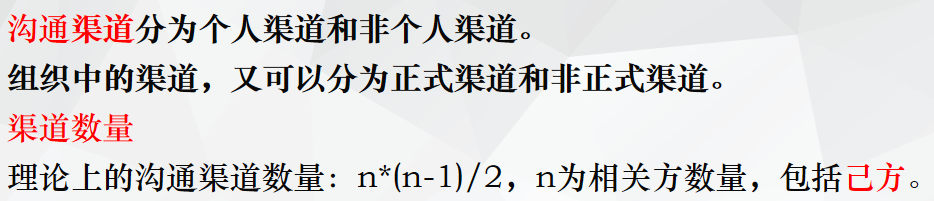 沟通渠道分为个人渠道和非个人渠道。
组织中的渠道，又可以分为正式渠道和非正式渠道。
渠道数量
理论上的沟通渠道数量：n*(n-1)/2，n为相关方数量，包括己方。